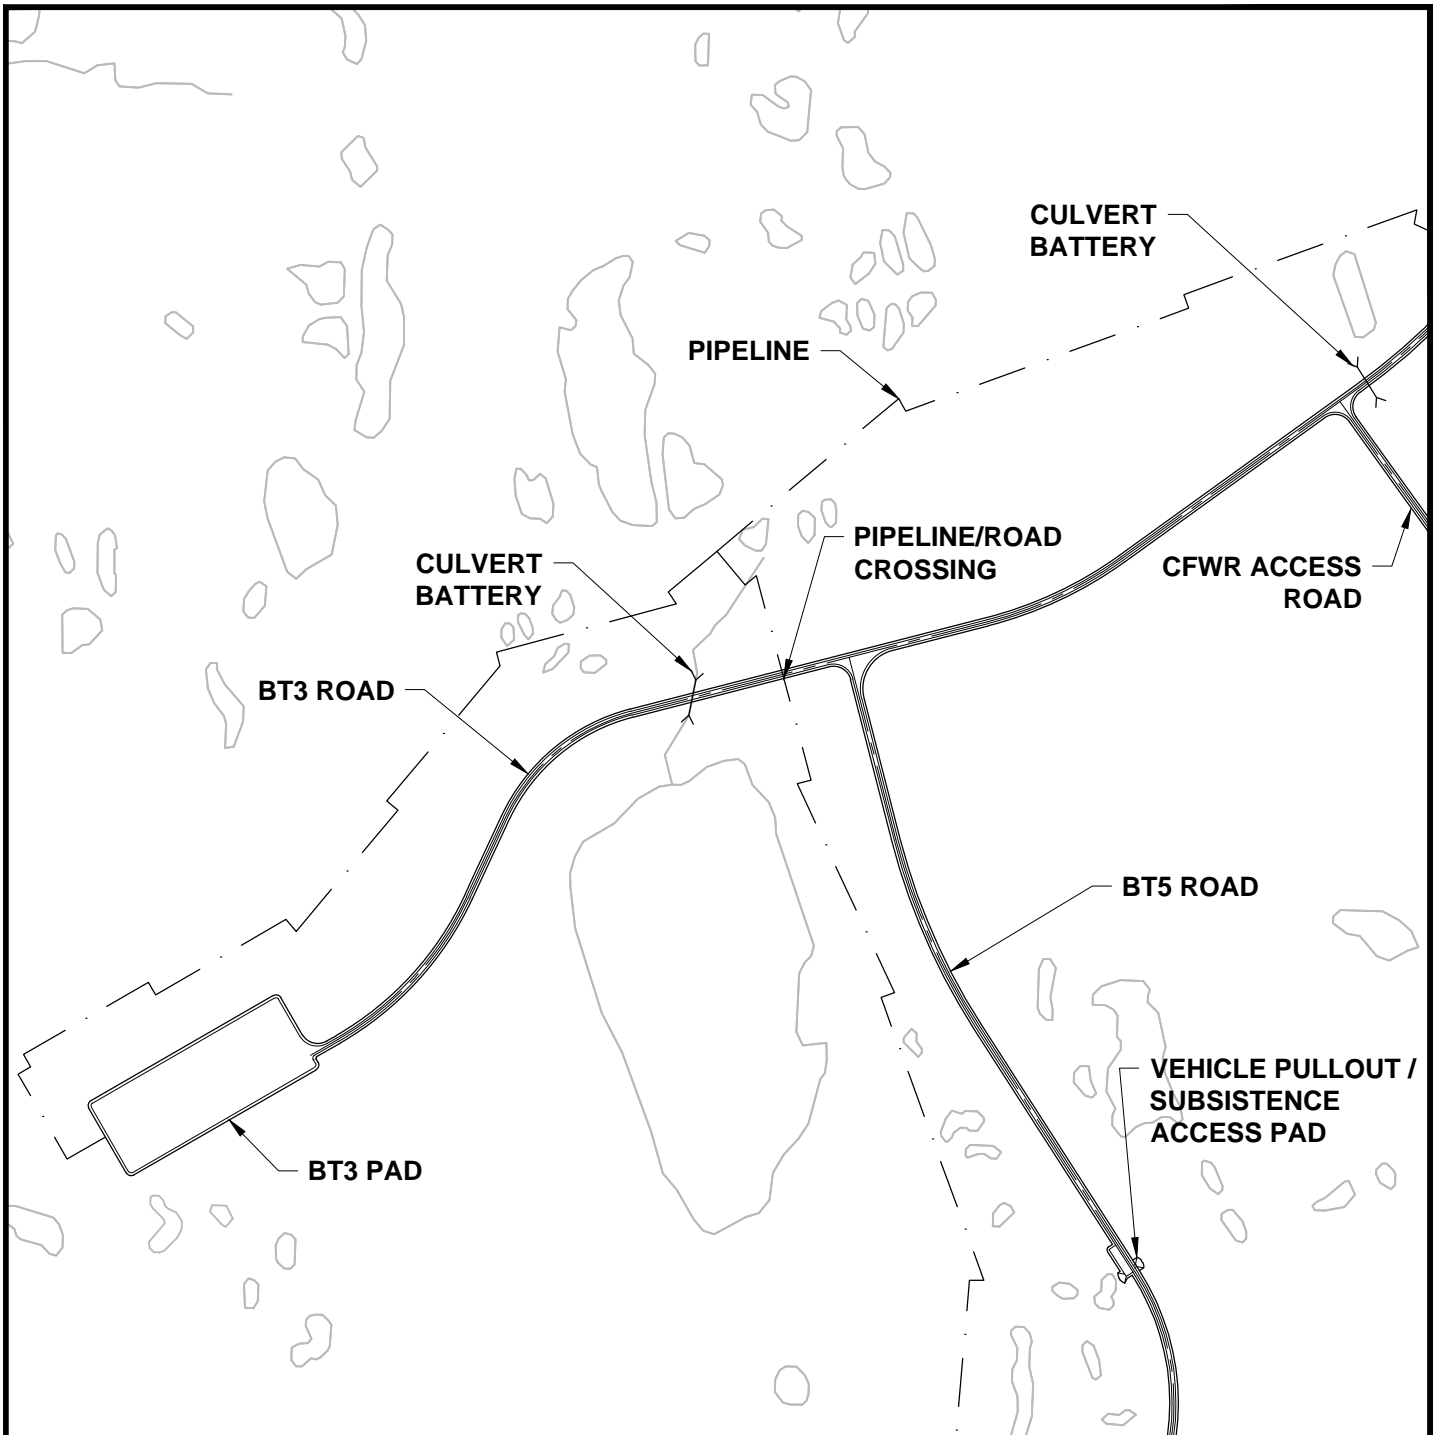 CULVERT
BATTERY
PIPELINE
PIPELINE/ROAD
CROSSING
CULVERT
BATTERY
CFWR ACCESS
ROAD
BT3 ROAD
BT5 ROAD
VEHICLE PULLOUT /
SUBSISTENCE
ACCESS PAD
BT3 PAD